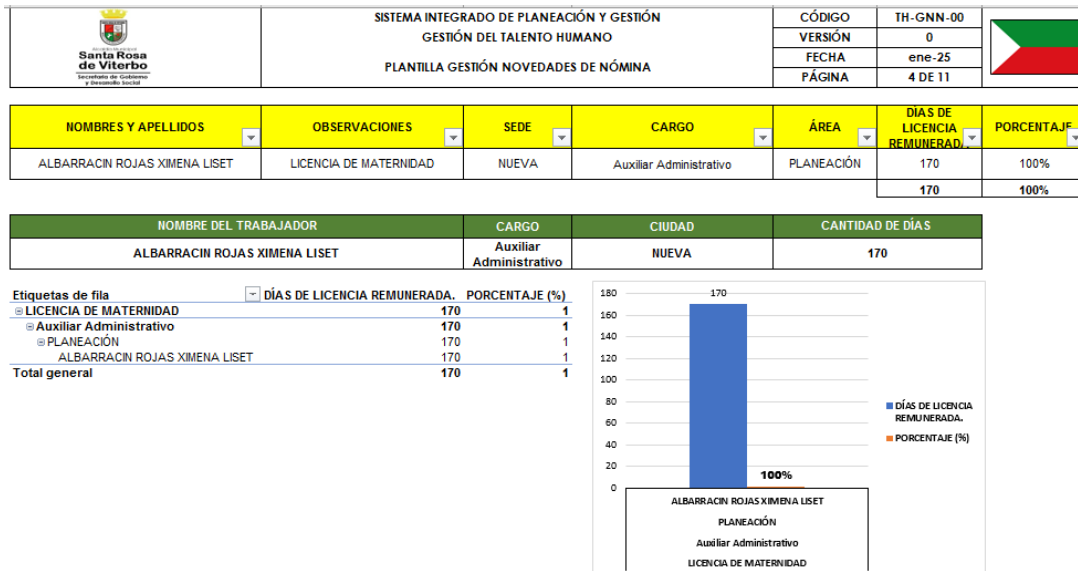 Santa Rosa
de Viterbo
Secretaría de Gobierno
y Desarrollo Social
SISTEMA INTEGRADO DE PLANEACIÓN Y GESTIÓN
GESTIÓN DEL TALENTO HUMANO
PLANTILLA GESTIÓN NOVEDADES DE NÓMINA
CÓDIGO TH-GNN-00
VERSIÓN 0
FECHA ene-25
PÁGINA 4 DE 11
NOMBRES Y APELLIDOS OBSERVACIONES SEDE CARGO ÁREA DÍAS DE LICENCIA REMUNERADA. PORCENTAJE
ALBARRACIN ROJAS XIMENA LISET LICENCIA DE MATERNIDAD NUEVA Auxiliar Administrativo PLANEACIÓN 170 100%
170 100%
NOMBRE DEL TRABAJADOR CARGO CIUDAD CANTIDAD DE DÍAS
ALBARRACIN ROJAS XIMENA LISET Auxiliar Administrativo NUEVA 170
Etiquetas de fila DÍAS DE LICENCIA REMUNERADA. PORCENTAJE (%)
LICENCIA DE MATERNIDAD 170 1
Auxiliar Administrativo 170 1
PLANEACIÓN 170 1
ALBARRACIN ROJAS XIMENA LISET 170 1
Total general 170 1
180
160
140
120
100
80
60
40
20
0
170
100%
DÍAS DE LICENCIA
REMUNERADA.
PORCENTAJE (%)
ALBARRACIN ROJAS XIMENA LISET
PLANEACIÓN
Auxiliar Administrativo
LICENCIA DE MATERNIDAD